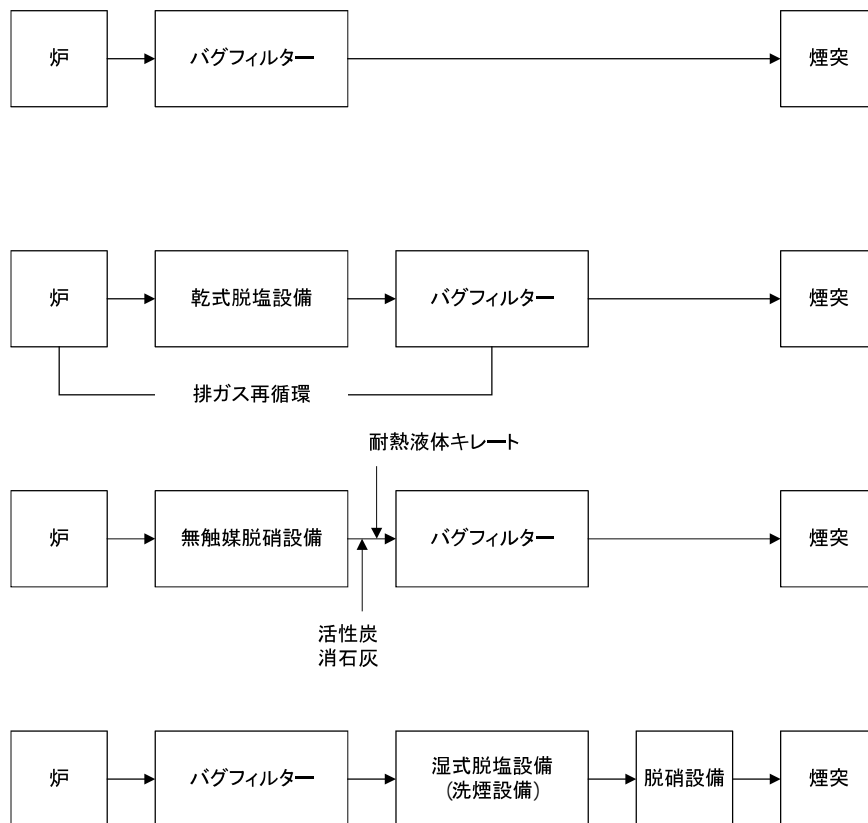 炉
バグフィルター
煙突
炉
乾式脱塩設備
バグフィルター
煙突
排ガス再循環
耐熱液体キレート
炉
無触媒脱硝設備
バグフィルター
煙突
活性炭
消石灰
炉
バグフィルター
湿式脱塩設備
(洗煙設備)
脱硝設備
煙突